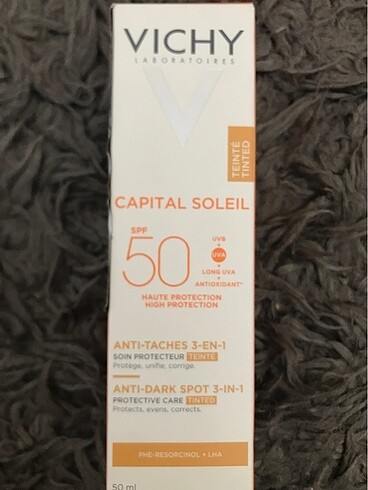 VICHY
LABORATOIRES
TEINTÉ
TINTED
CAPITAL SOLEIL
SPF
50
UVB
+
UVA
+
LONG UVA
+
ANTIOXIDANT*
HAUTE PROTECTION
HIGH PROTECTION
ANTI-TACHES 3-EN-1
SOIN PROTECTEUR TEINTÉ
Protège, unifie, corrige.
ANTI-DARK SPOT 3-IN-1
PROTECTIVE CARE TINTED
Protects, evens, corrects.
PHE-RESORCINOL + LHA
50 ml